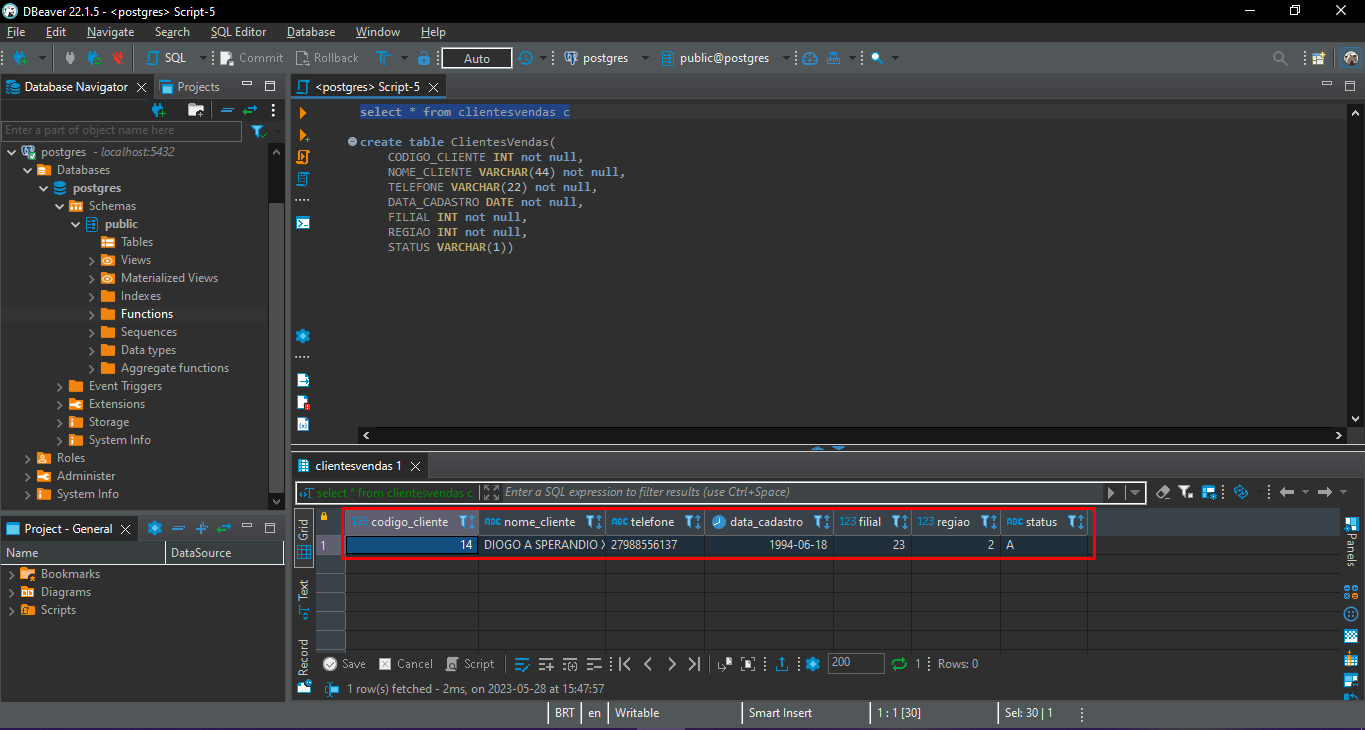 DBeaver 22.1.5 - <postgres> Script-5
File Edit Navigate Search SQL Editor Database Window Help
SQL Commit Rollback Auto postgres public@postgres
Database Navigator Projects
Enter a part of object name here
postgres - localhost:5432
Databases
postgres
Schemas
public
Tables
Views
Materialized Views
Indexes
Functions
Sequences
Data types
Aggregate functions
Event Triggers
Extensions
Storage
System Info
Roles
Administer
System Info
Project - General
Name DataSource
Bookmarks
Diagrams
Scripts
<postgres> Script-5
select * from clientesvendas c
create table ClientesVendas(
CODIGO_CLIENTE INT not null,
NOME_CLIENTE VARCHAR(44) not null,
TELEFONE VARCHAR(22) not null,
DATA_CADASTRO DATE not null,
FILIAL INT not null,
REGIAO INT not null,
STATUS VARCHAR(1))
clientesvendas 1
select * from clientesvendas c Enter a SQL expression to filter results (use Ctrl+Space)
Grid
Text
Record
123 codigo_cliente ABC nome_cliente ABC telefone data_cadastro 123 filial 123 regiao ABC status
1 14 DIOGO A SPERANDIO X 27988556137 1994-06-18 23 2 A
Panels
Save Cancel Script 200 1 Rows: 0
1 row(s) fetched - 2ms, on 2023-05-28 at 15:47:57
BRT en Writable Smart Insert 1 : 1 [30] Sel: 30 | 1